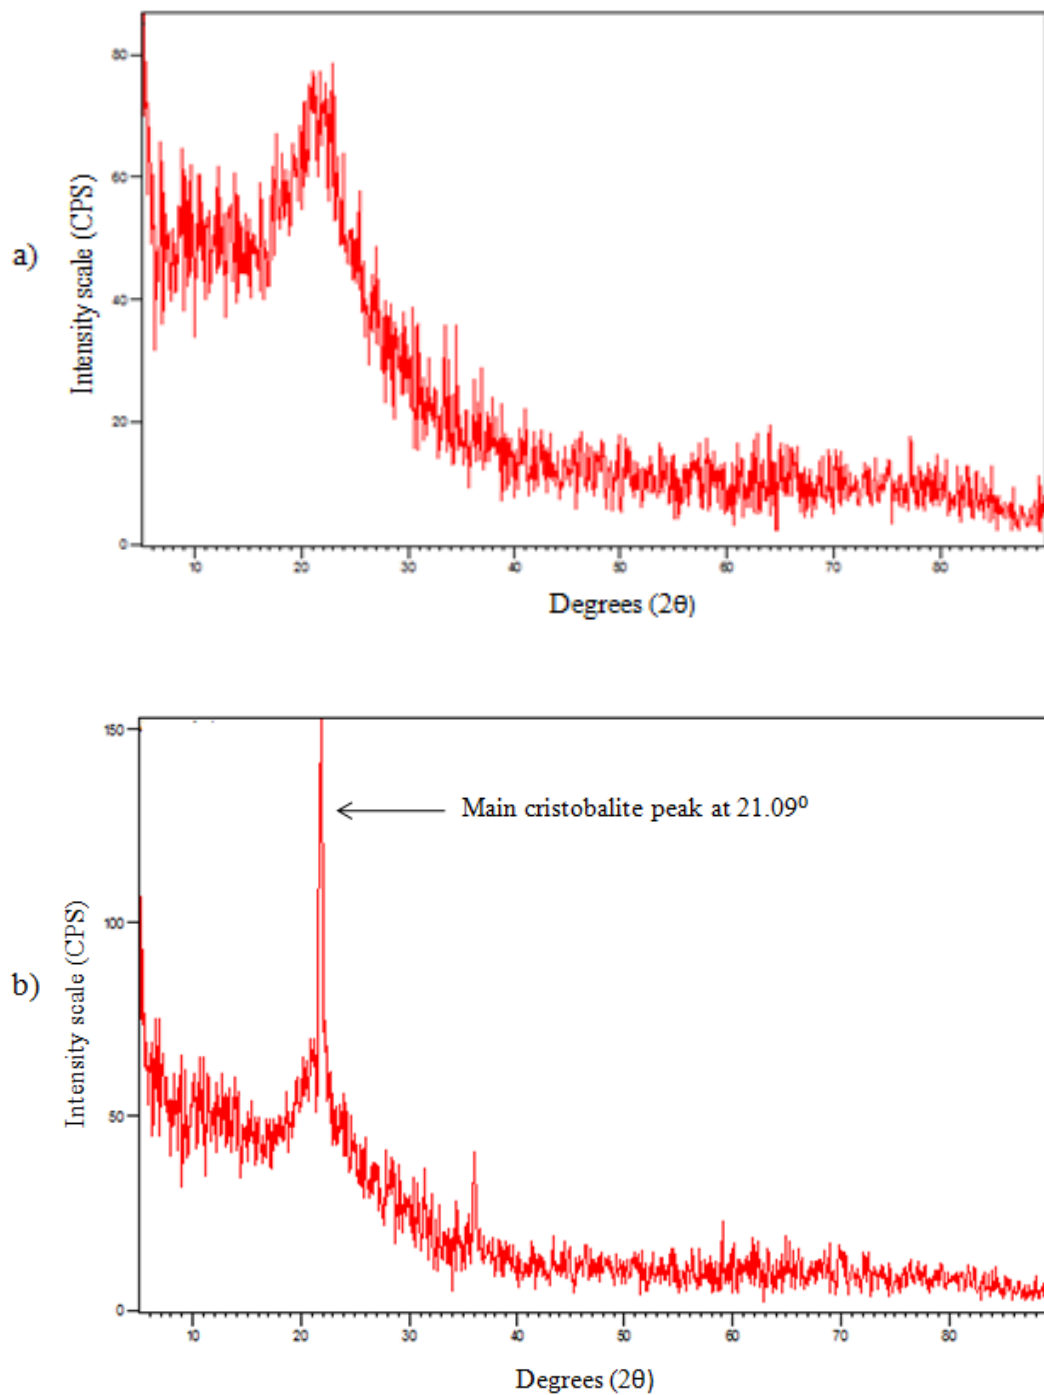 80
60
a)
Intensity scale (CPS)
40
20
0
10 20 30 40 50 60 70 80
Degrees (2θ)
150
Main cristobalite peak at 21.09⁰
100
b)
Intensity scale (CPS)
50
0
10 20 30 40 50 60 70 80
Degrees (2θ)